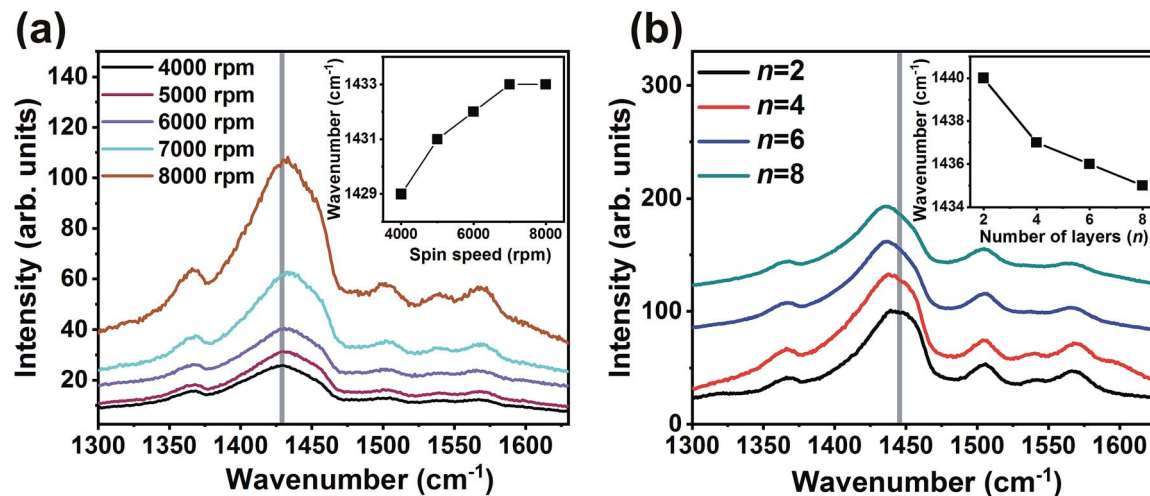 (a)
Intensity (arb. units)
140
120
100
80
60
40
20
4000 rpm
5000 rpm
6000 rpm
7000 rpm
8000 rpm
Wavenumber (cm⁻¹)
1433
1431
1429
4000 6000 8000
Spin speed (rpm)
1300 1350 1400 1450 1500 1550 1600
Wavenumber (cm⁻¹)
(b)
Intensity (arb. units)
300
200
100
0
n=2
n=4
n=6
n=8
Wavenumber (cm⁻¹)
1440
1438
1436
1434
2 4 6 8
Number of layers (n)
1300 1350 1400 1450 1500 1550 1600
Wavenumber (cm⁻¹)